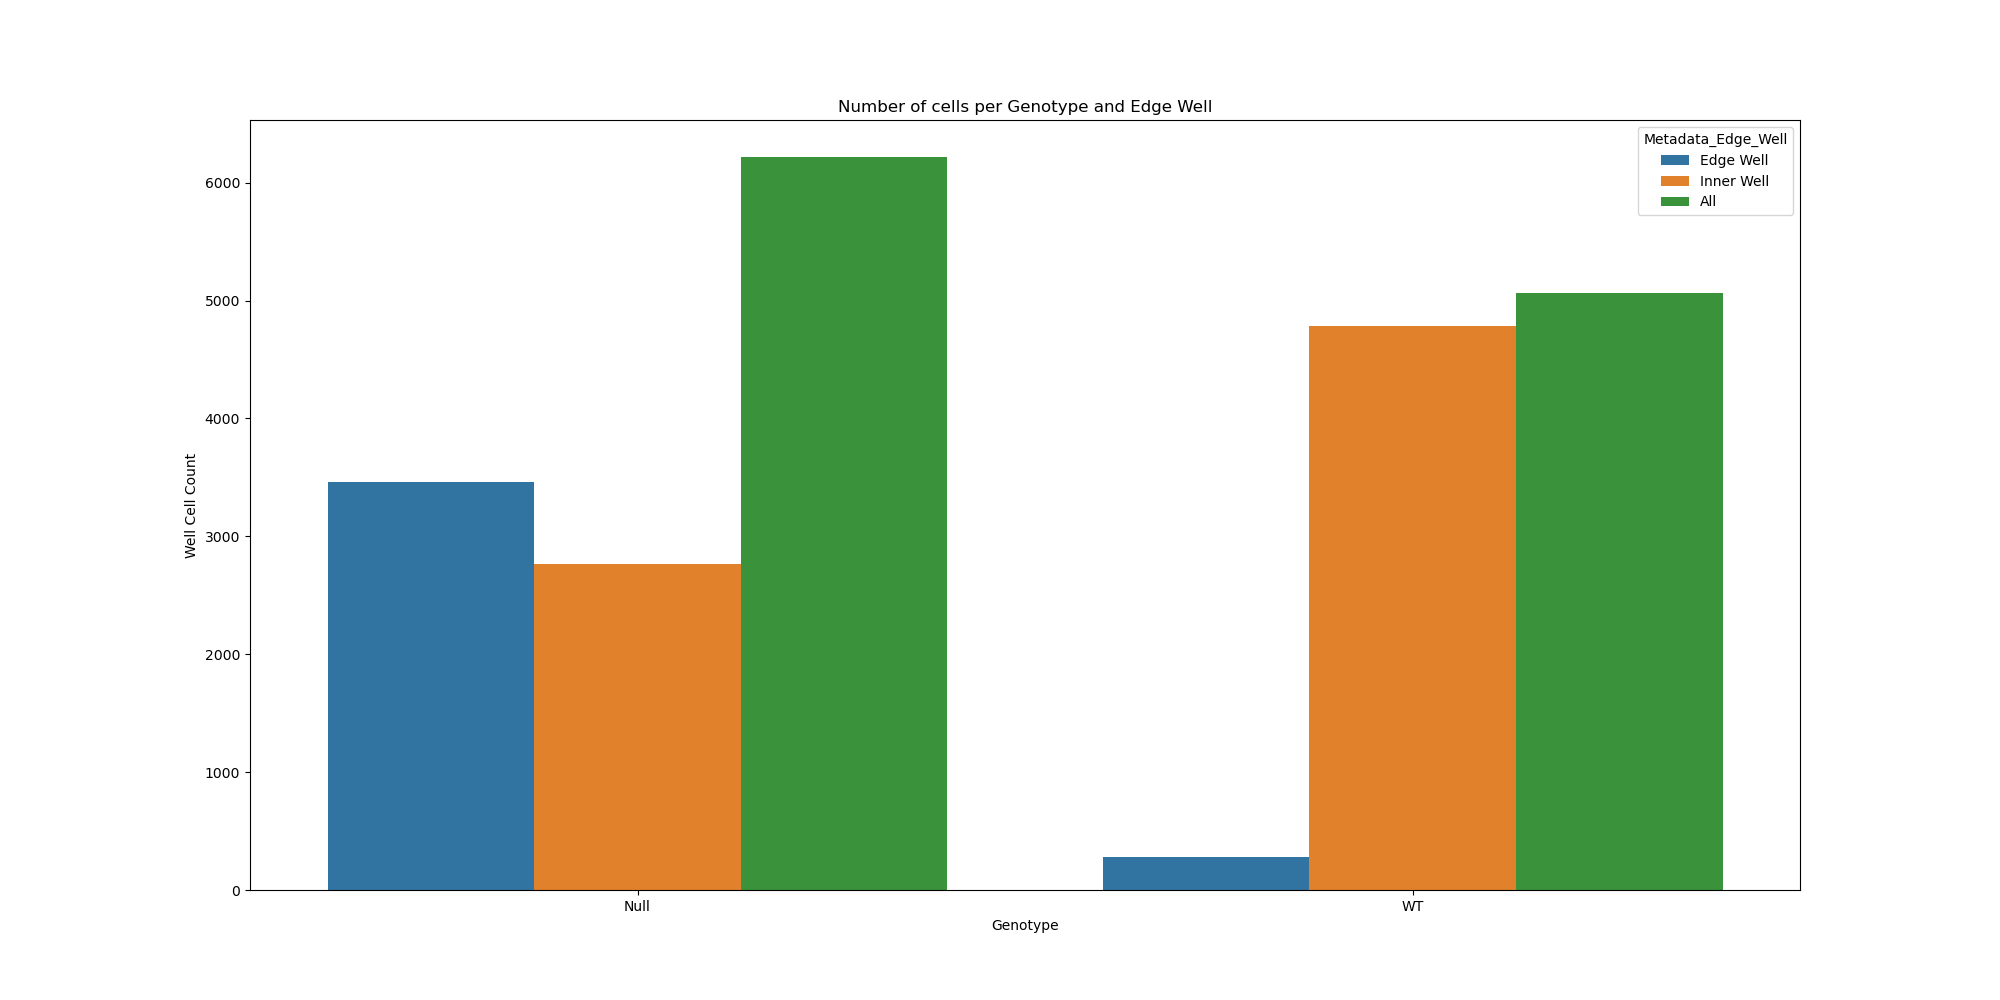 Number of cells per Genotype and Edge Well
Metadata_Edge_Well
Edge Well
Inner Well
All
6000
5000
4000
3000
2000
1000
0
Well Cell Count
Null
WT
Genotype